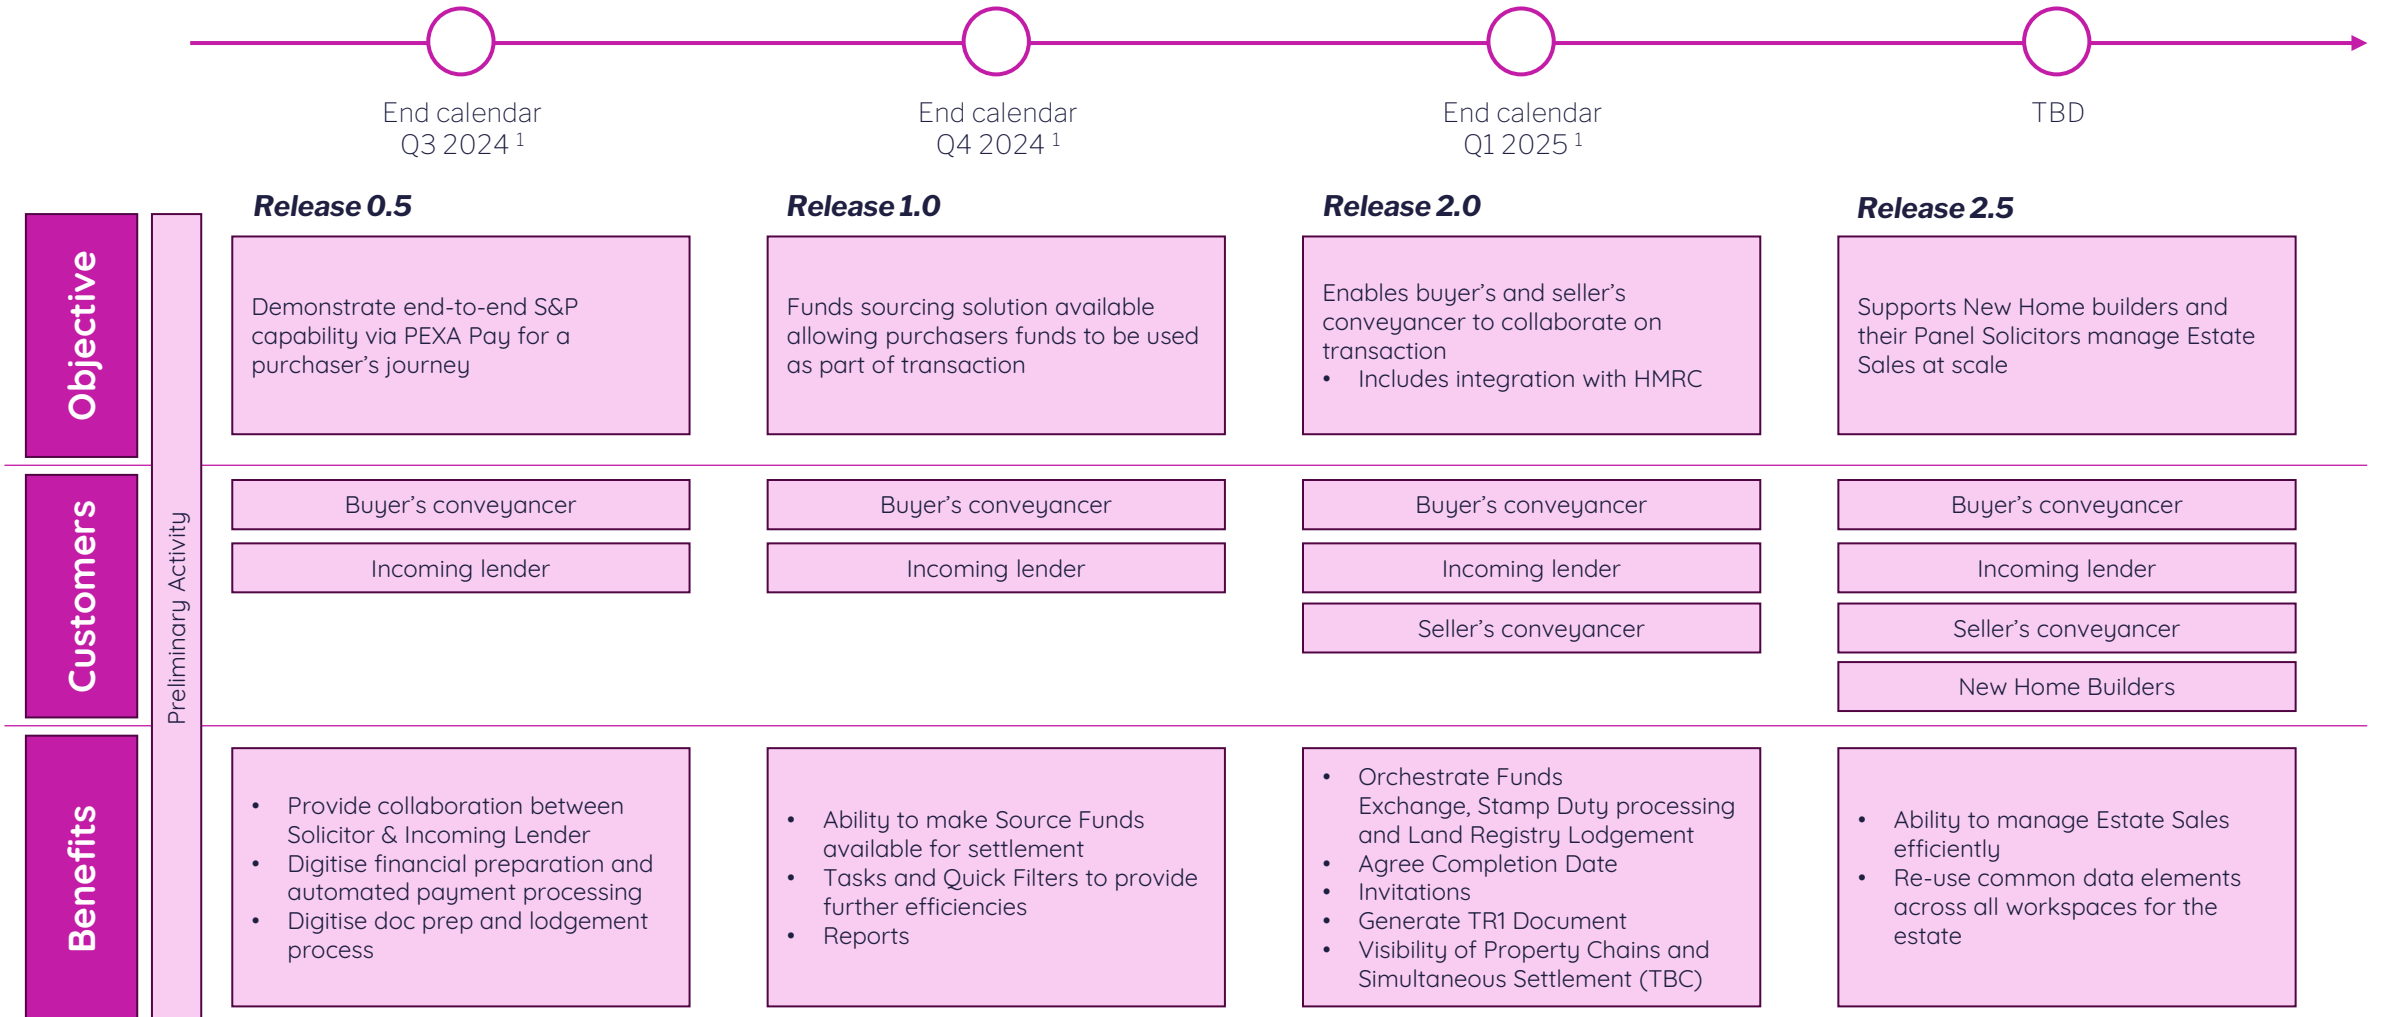 End calendar
Q3 2024 1
End calendar
Q4 2024 1
End calendar
Q1 2025 1
TBD
Release 0.5
Release 1.0
Release 2.0
Release 2.5
Objective
Preliminary Activity
Demonstrate end-to-end S&P
capability via PEXA Pay for a
purchaser’s journey
Funds sourcing solution available
allowing purchasers funds to be used
as part of transaction
Enables buyer’s and seller’s
conveyancer to collaborate on
transaction
• Includes integration with HMRC
Supports New Home builders and
their Panel Solicitors manage Estate
Sales at scale
Customers
Buyer’s conveyancer
Incoming lender
Buyer’s conveyancer
Incoming lender
Buyer’s conveyancer
Incoming lender
Seller’s conveyancer
Buyer’s conveyancer
Incoming lender
Seller’s conveyancer
New Home Builders
Benefits
• Provide collaboration between
Solicitor & Incoming Lender
• Digitise financial preparation and
automated payment processing
• Digitise doc prep and lodgement
process
• Ability to make Source Funds
available for settlement
• Tasks and Quick Filters to provide
further efficiencies
• Reports
• Orchestrate Funds
Exchange, Stamp Duty processing
and Land Registry Lodgement
• Agree Completion Date
• Invitations
• Generate TR1 Document
• Visibility of Property Chains and
Simultaneous Settlement (TBC)
• Ability to manage Estate Sales
efficiently
• Re-use common data elements
across all workspaces for the
estate